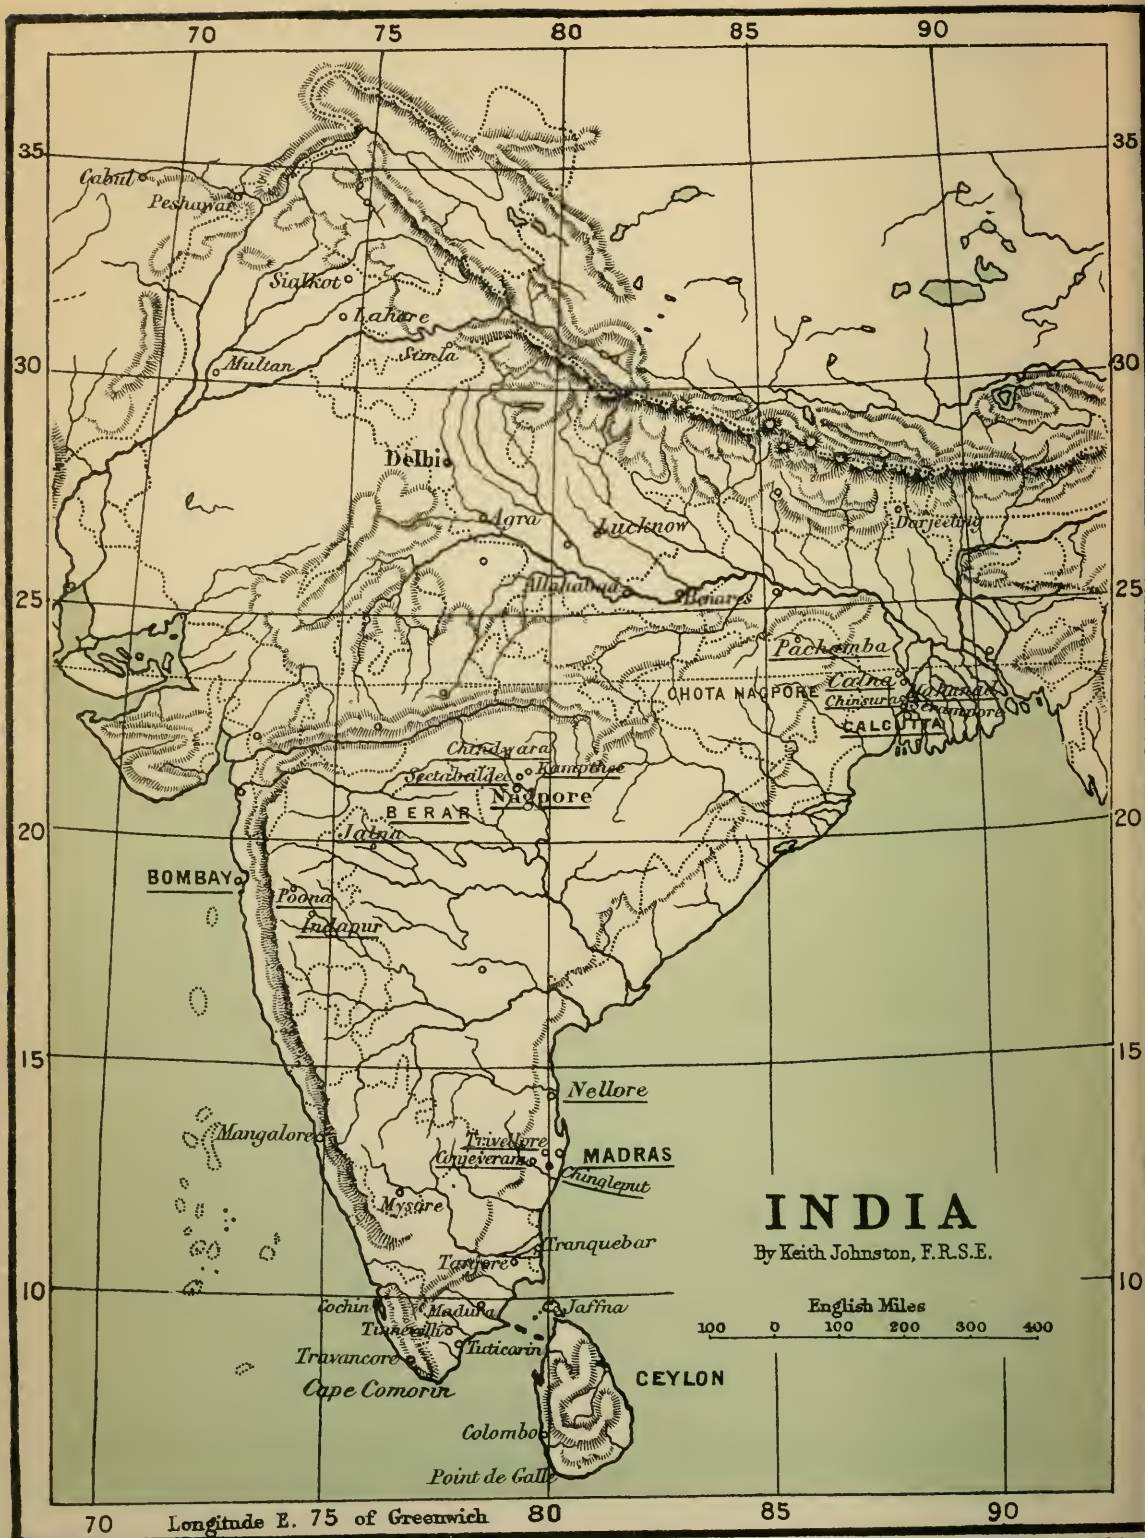 70 75 80 85 90
35 35
Cabul
Peshawar
Sialkot
Lahore
Simla
30 Multan 30
Delhi
Agra
Lucknow
Darjeeling
Allahabad
Benares
25 25
Pachamba
CHOTA NAGPORE
Calna
Chinsura
Serampore
CALCUTTA
Chindwara
Seetabaldee
Kampthee
Nagpore
BERAR
20 20
Jalna
BOMBAY
Poona
Indapur
15 15
Nellore
Mangalore
Trivellore
Conjeveram
MADRAS
Chingleput
Mysore
INDIA
By Keith Johnston, F.R.S.E.
Tranquebar
Tanjore
10 10
Cochin
Madura
Jaffna
English Miles
100 0 100 200 300 400
Tinnevilli
Tuticorin
Travancore
Cape Comorin
CEYLON
Colombo
Point de Galle
70 Longitude E. 75 of Greenwich 80 85 90